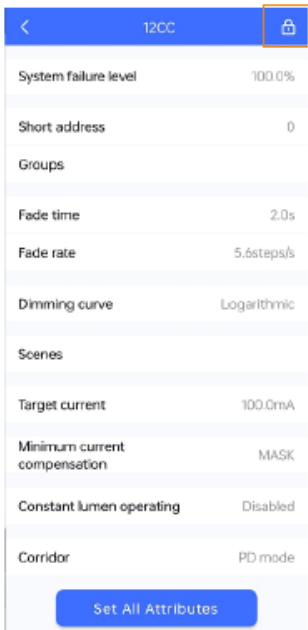 12CC
System failure level 100.0%
Short address 0
Groups
Fade time 2.0s
Fade rate 5.6steps/s
Dimming curve Logarithmic
Scenes
Target current 100.0mA
Minimum current
compensation MASK
Constant lumen operating Disabled
Corridor PD mode
Set All Attributes